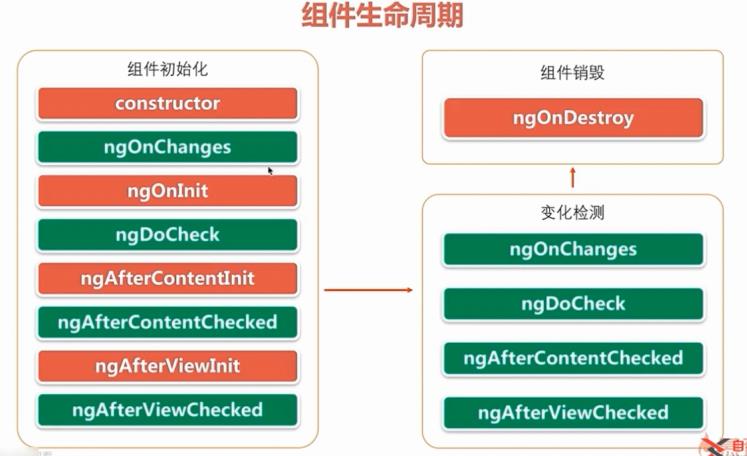 组件生命周期
组件初始化
constructor
ngOnChanges
ngOnInit
ngDoCheck
ngAfterContentInit
ngAfterContentChecked
ngAfterViewInit
ngAfterViewChecked
组件销毁
ngOnDestroy
变化检测
ngOnChanges
ngDoCheck
ngAfterContentChecked
ngAfterViewChecked
自